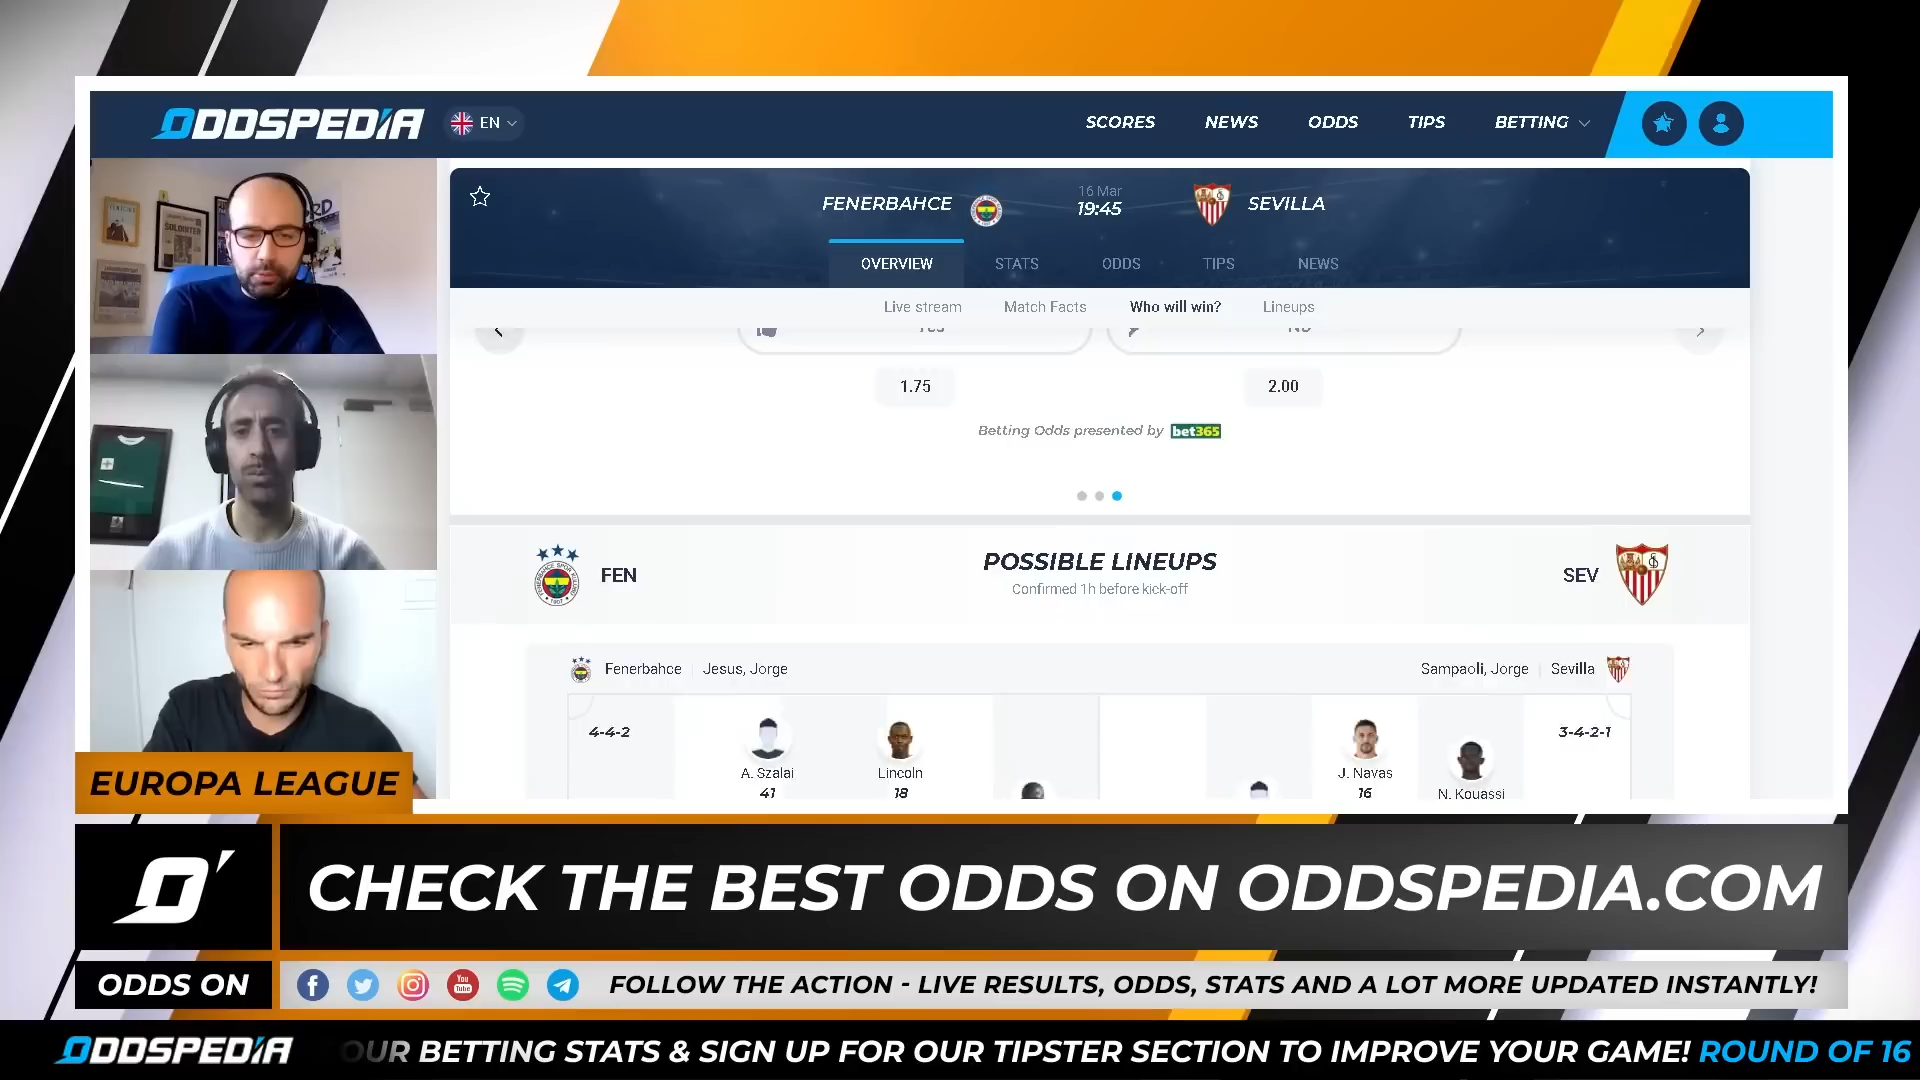 ODDSPEDIA
EN
SCORES NEWS ODDS TIPS BETTING
FENERBAHCE
16 Mar
19:45
SEVILLA
OVERVIEW STATS ODDS TIPS NEWS
Live stream Match Facts Who will win? Lineups
1.75 2.00
Betting Odds presented by bet365
FEN
POSSIBLE LINEUPS
Confirmed 1h before kick-off
SEV
Fenerbahce Jesus, Jorge
Sampaoli, Jorge Sevilla
4-4-2
3-4-2-1
A. Szalai
41
Lincoln
18
J. Navas
16
N. Kouassi
EUROPA LEAGUE
CHECK THE BEST ODDS ON ODDSPEDIA.COM
ODDS ON
FOLLOW THE ACTION - LIVE RESULTS, ODDS, STATS AND A LOT MORE UPDATED INSTANTLY!
ODDSPEDIA
OUR BETTING STATS & SIGN UP FOR OUR TIPSTER SECTION TO IMPROVE YOUR GAME! ROUND OF 16